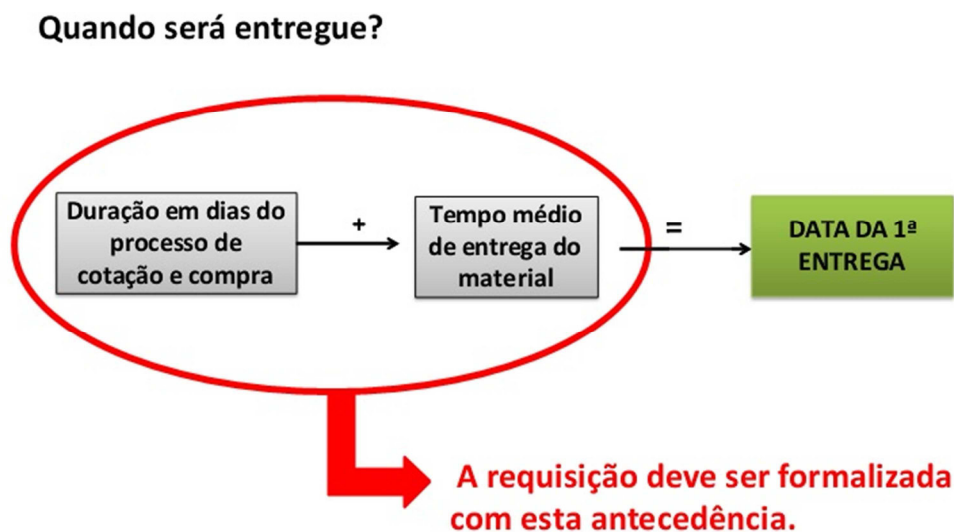 Quando será entregue?
Duração em dias do
processo de
cotação e compra
+
Tempo médio
de entrega do
material
=
DATA DA 1ª
ENTREGA
A requisição deve ser formalizada
com esta antecedência.